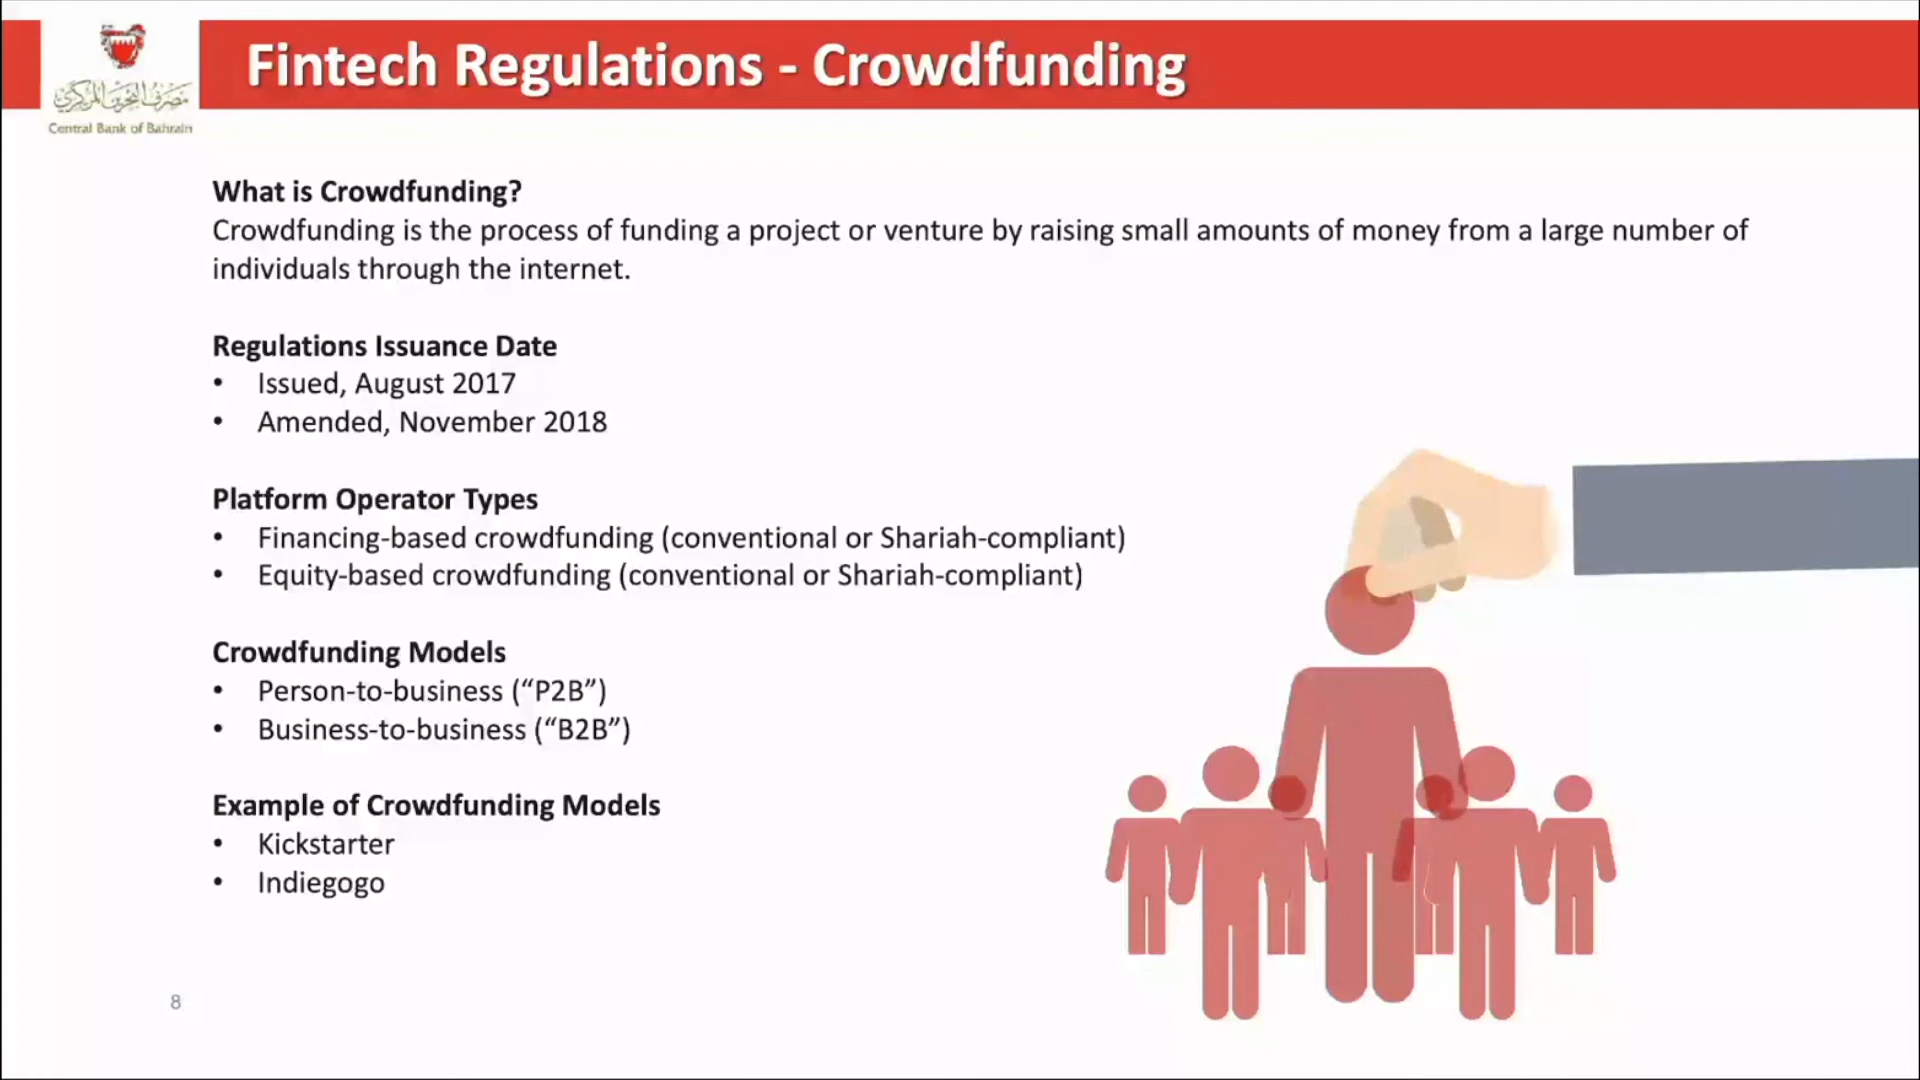 Fintech Regulations - Crowdfunding
مصرف البحرين المركزي
Central Bank of Bahrain
What is Crowdfunding?
Crowdfunding is the process of funding a project or venture by raising small amounts of money from a large number of
individuals through the internet.
Regulations Issuance Date
• Issued, August 2017
• Amended, November 2018
Platform Operator Types
• Financing-based crowdfunding (conventional or Shariah-compliant)
• Equity-based crowdfunding (conventional or Shariah-compliant)
Crowdfunding Models
• Person-to-business (“P2B”)
• Business-to-business (“B2B”)
Example of Crowdfunding Models
• Kickstarter
• Indiegogo
8